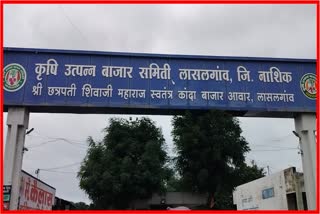 कृषि उत्पन्न बाजार समिती, लासलगांव, जि. नाशिक
श्री छत्रपती शिवाजी महाराज स्वतंत्र कांदा बाजार आवार, लासलगांव